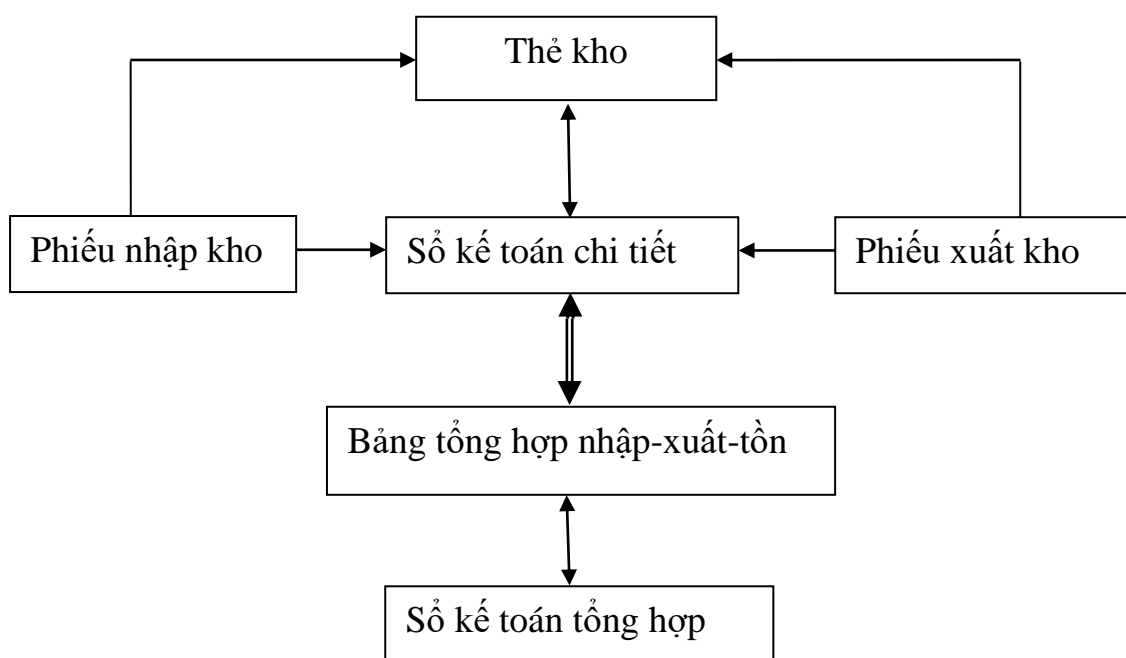 Thẻ kho
Phiếu nhập kho
Sổ kế toán chi tiết
Phiếu xuất kho
Bảng tổng hợp nhập-xuất-tồn
Sổ kế toán tổng hợp